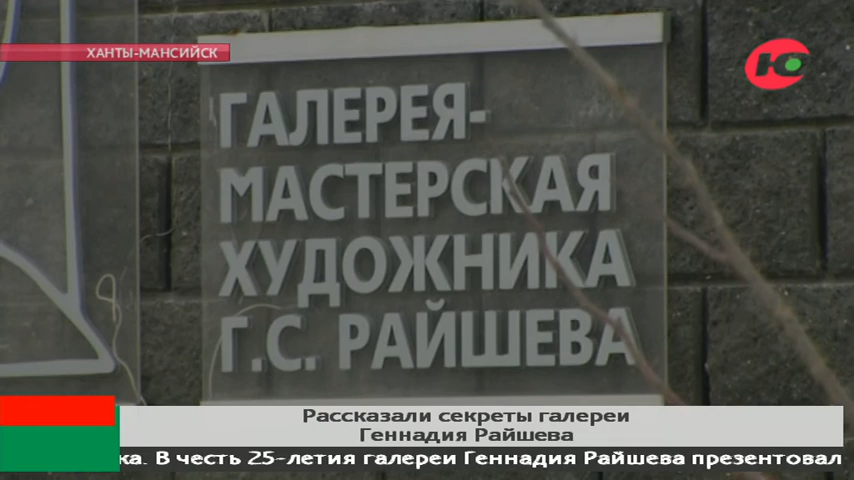 ХАНТЫ-МАНСИЙСК
Ю
ГАЛЕРЕЯ-
МАСТЕРСКАЯ
ХУДОЖНИКА
Г.С. РАЙШЕВА
Рассказали секреты галереи
Геннадия Райшева
ка. В честь 25-летия галереи Геннадия Райшева презентовал